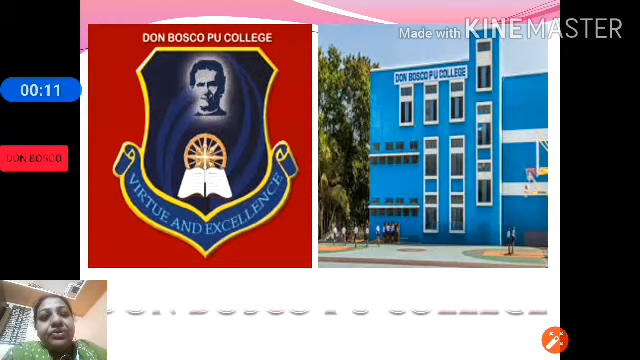 Made with KINEMASTER
DON BOSCO PU COLLEGE
DON BOSCO PU COLLEGE
00:11
DON BOSCO
VIRTUE AND EXCELLENCE